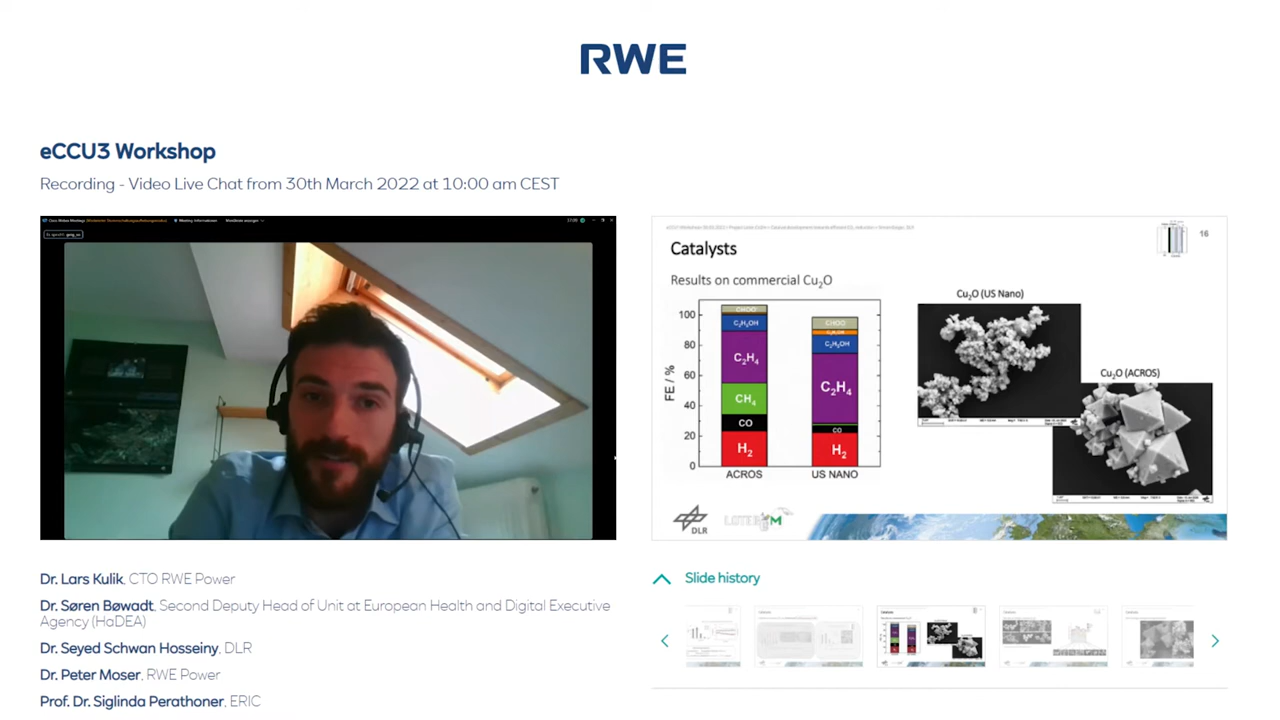 RWE
eCCU3 Workshop
Recording - Video Live Chat from 30th March 2022 at 10:00 am CEST
16
Catalysts
Results on commercial Cu₂O
FE / %
100
80
60
40
20
0
CHOO
C₂H₅OH
C₂H₄
CH₄
CO
H₂
ACROS
CHOO
C₂H₅OH
C₂H₄
CO
H₂
US NANO
Cu₂O (US Nano)
Cu₂O (ACROS)
DLR
Dr. Lars Kulik, CTO RWE Power
Dr. Søren Bøwadt, Second Deputy Head of Unit at European Health and Digital Executive
Agency (HaDEA)
Dr. Seyed Schwan Hosseiny, DLR
Dr. Peter Moser, RWE Power
Prof. Dr. Siglinda Perathoner, ERIC
Slide history